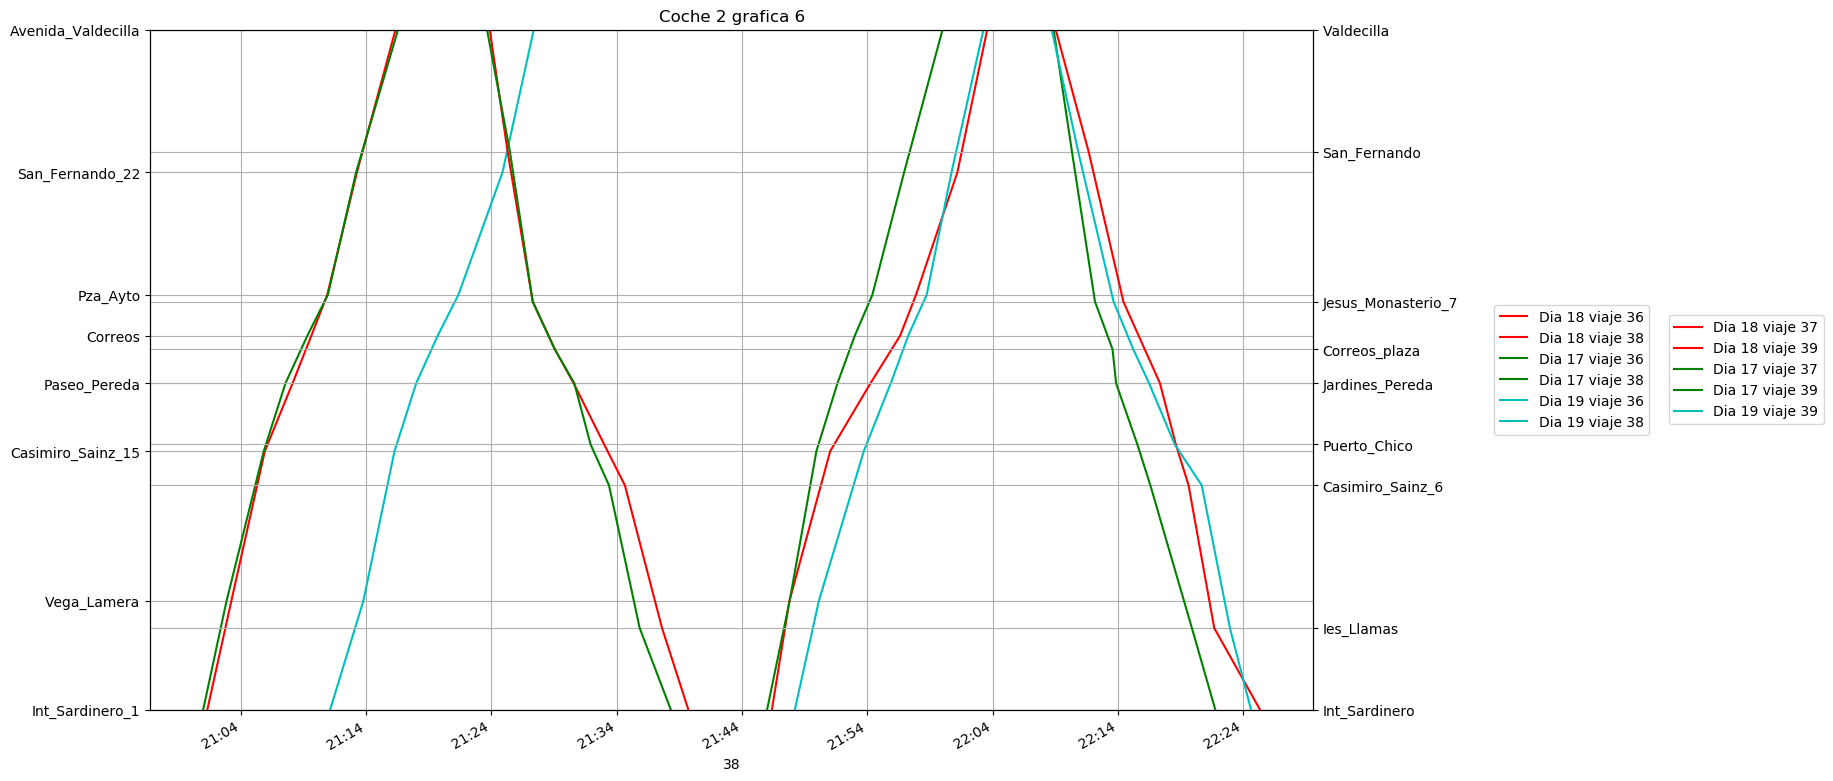 Coche 2 grafica 6
Avenida_Valdecilla
San_Fernando_22
Pza_Ayto
Correos
Paseo_Pereda
Casimiro_Sainz_15
Vega_Lamera
Int_Sardinero_1
Valdecilla
San_Fernando
Jesus_Monasterio_7
Correos_plaza
Jardines_Pereda
Puerto_Chico
Casimiro_Sainz_6
Ies_Llamas
Int_Sardinero
21:04
21:14
21:24
21:34
21:44
21:54
22:04
22:14
22:24
38
Dia 18 viaje 36
Dia 18 viaje 38
Dia 17 viaje 36
Dia 17 viaje 38
Dia 19 viaje 36
Dia 19 viaje 38
Dia 18 viaje 37
Dia 18 viaje 39
Dia 17 viaje 37
Dia 17 viaje 39
Dia 19 viaje 39